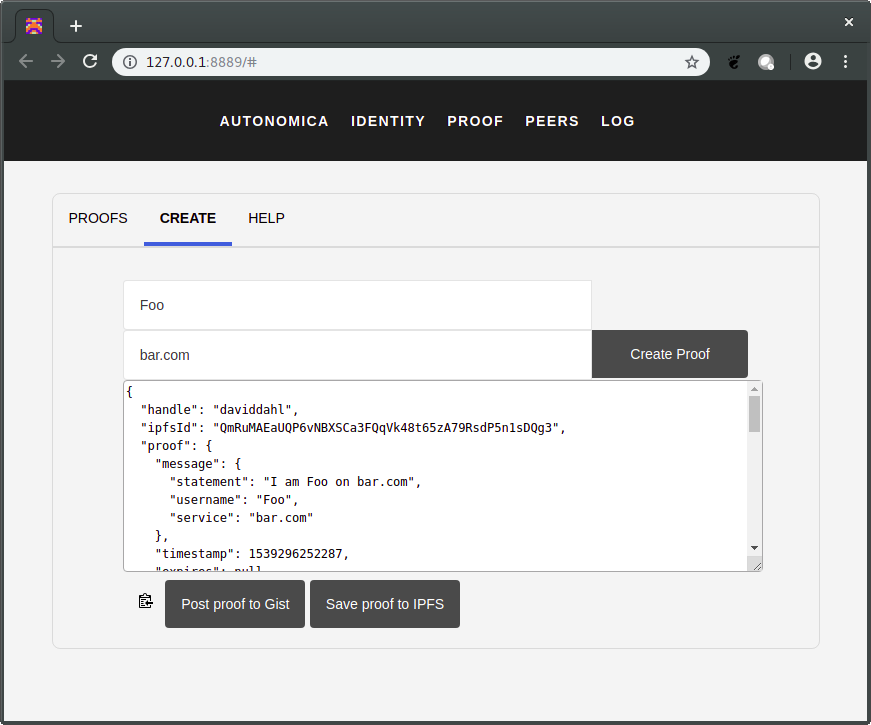 127.0.0.1:8889/#
AUTONOMICA IDENTITY PROOF PEERS LOG
PROOFS CREATE HELP
Foo
bar.com Create Proof
{
  "handle": "daviddahl",
  "ipfsId": "QmRuMAEaUQP6vNBXSCa3FQqVk48t65zA79RsdP5n1sDQg3",
  "proof": {
    "message": {
      "statement": "I am Foo on bar.com",
      "username": "Foo",
      "service": "bar.com"
    },
    "timestamp": 1539296252287,
    "expires": null
Post proof to Gist Save proof to IPFS